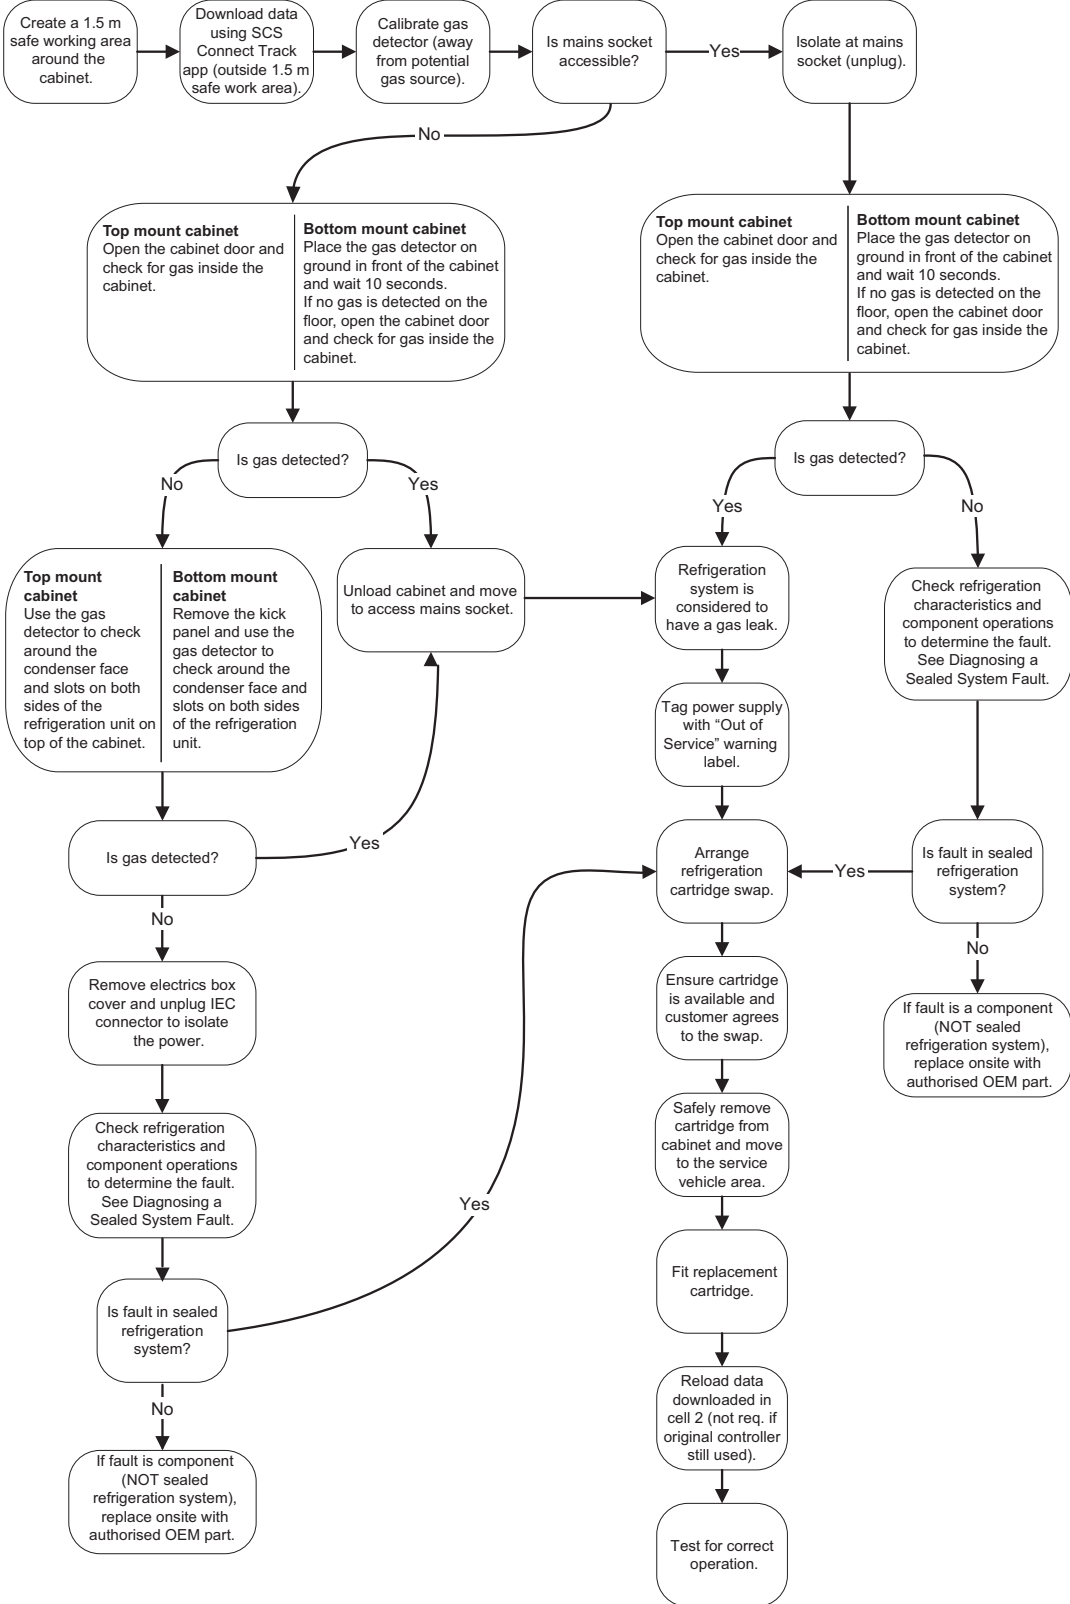 Create a 1.5 m
safe working area
around the
cabinet.
Download data
using SCS
Connect Track
app (outside 1.5 m
safe work area).
Calibrate gas
detector (away
from potential
gas source).
Is mains socket
accessible?
Yes
Isolate at mains
socket (unplug).
No
Top mount cabinet
Open the cabinet door and
check for gas inside the
cabinet.
Bottom mount cabinet
Place the gas detector on
ground in front of the cabinet
and wait 10 seconds.
If no gas is detected on the
floor, open the cabinet door
and check for gas inside the
cabinet.
Top mount cabinet
Open the cabinet door and
check for gas inside the
cabinet.
Bottom mount cabinet
Place the gas detector on
ground in front of the cabinet
and wait 10 seconds.
If no gas is detected on the
floor, open the cabinet door
and check for gas inside the
cabinet.
Is gas detected?
No
Yes
Is gas detected?
Yes
No
Top mount
cabinet
Use the gas
detector to check
around the
condenser face
and slots on both
sides of the
refrigeration unit on
top of the cabinet.
Bottom mount
cabinet
Remove the kick
panel and use the
gas detector to
check around the
condenser face and
slots on both sides
of the refrigeration
unit.
Unload cabinet and move
to access mains socket.
Refrigeration
system is
considered to
have a gas leak.
Check refrigeration
characteristics and
component operations
to determine the fault.
See Diagnosing a
Sealed System Fault.
Tag power supply
with “Out of
Service” warning
label.
Is gas detected?
Yes
Arrange
refrigeration
cartridge swap.
Yes
Is fault in sealed
refrigeration
system?
No
No
Remove electrics box
cover and unplug IEC
connector to isolate
the power.
Ensure cartridge
is available and
customer agrees
to the swap.
If fault is a component
(NOT sealed
refrigeration system),
replace onsite with
authorised OEM part.
Check refrigeration
characteristics and
component operations
to determine the fault.
See Diagnosing a
Sealed System Fault.
Safely remove
cartridge from
cabinet and move
to the service
vehicle area.
Yes
Fit replacement
cartridge.
Is fault in sealed
refrigeration
system?
No
Reload data
downloaded in
cell 2 (not req. if
original controller
still used).
If fault is component
(NOT sealed
refrigeration system),
replace onsite with
authorised OEM part.
Test for correct
operation.